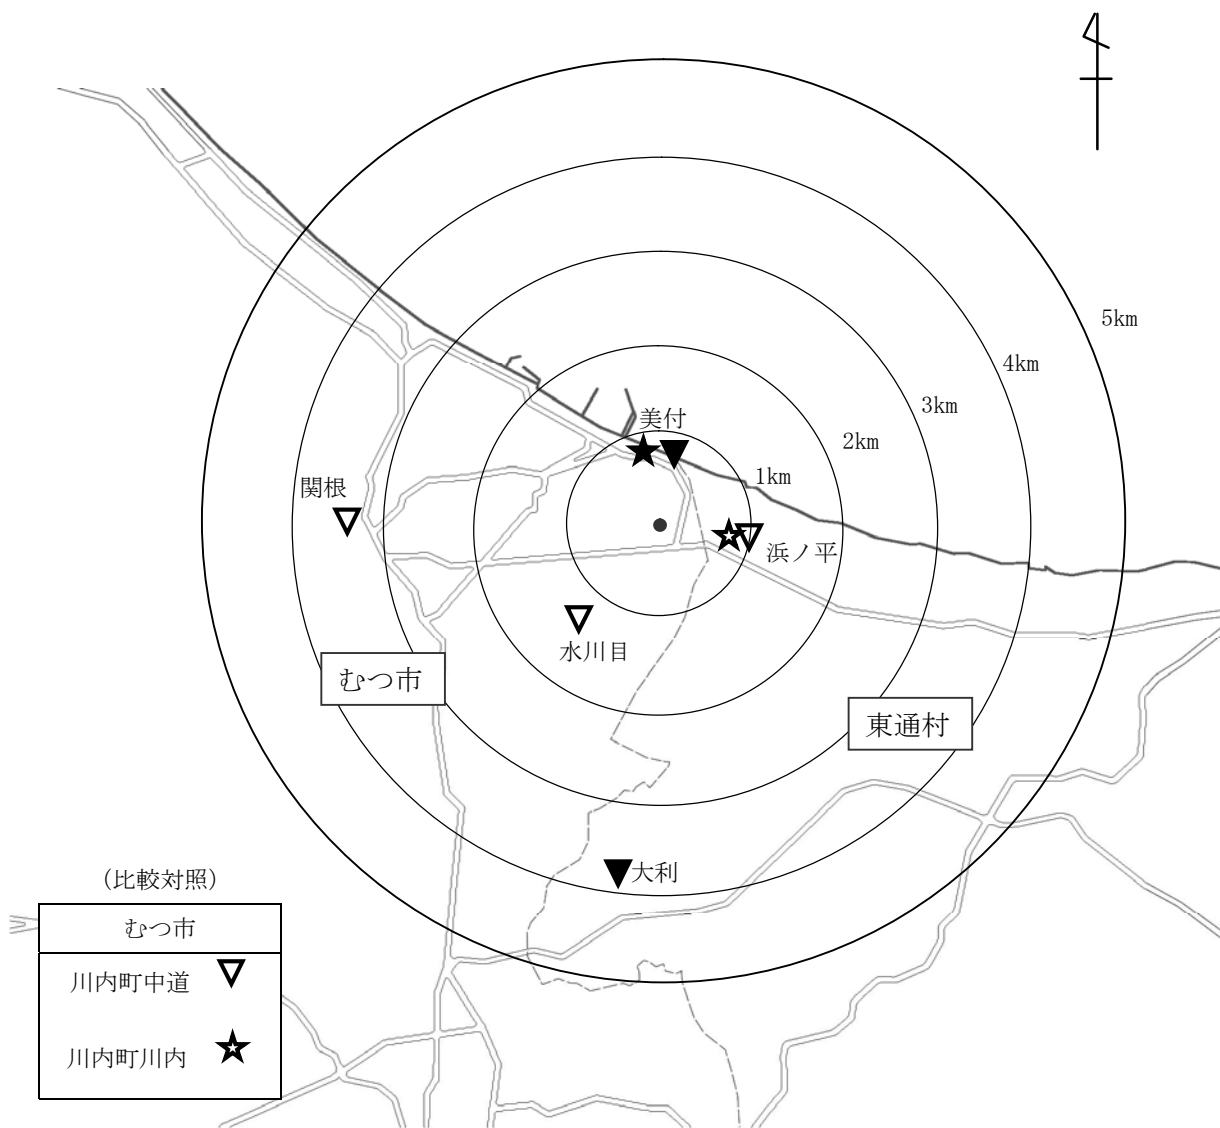 5km
4km
3km
美付
2km
1km
関根
浜ノ平
水川目
むつ市
東通村
大利
(比較対照)
むつ市
川内町中道
川内町川内